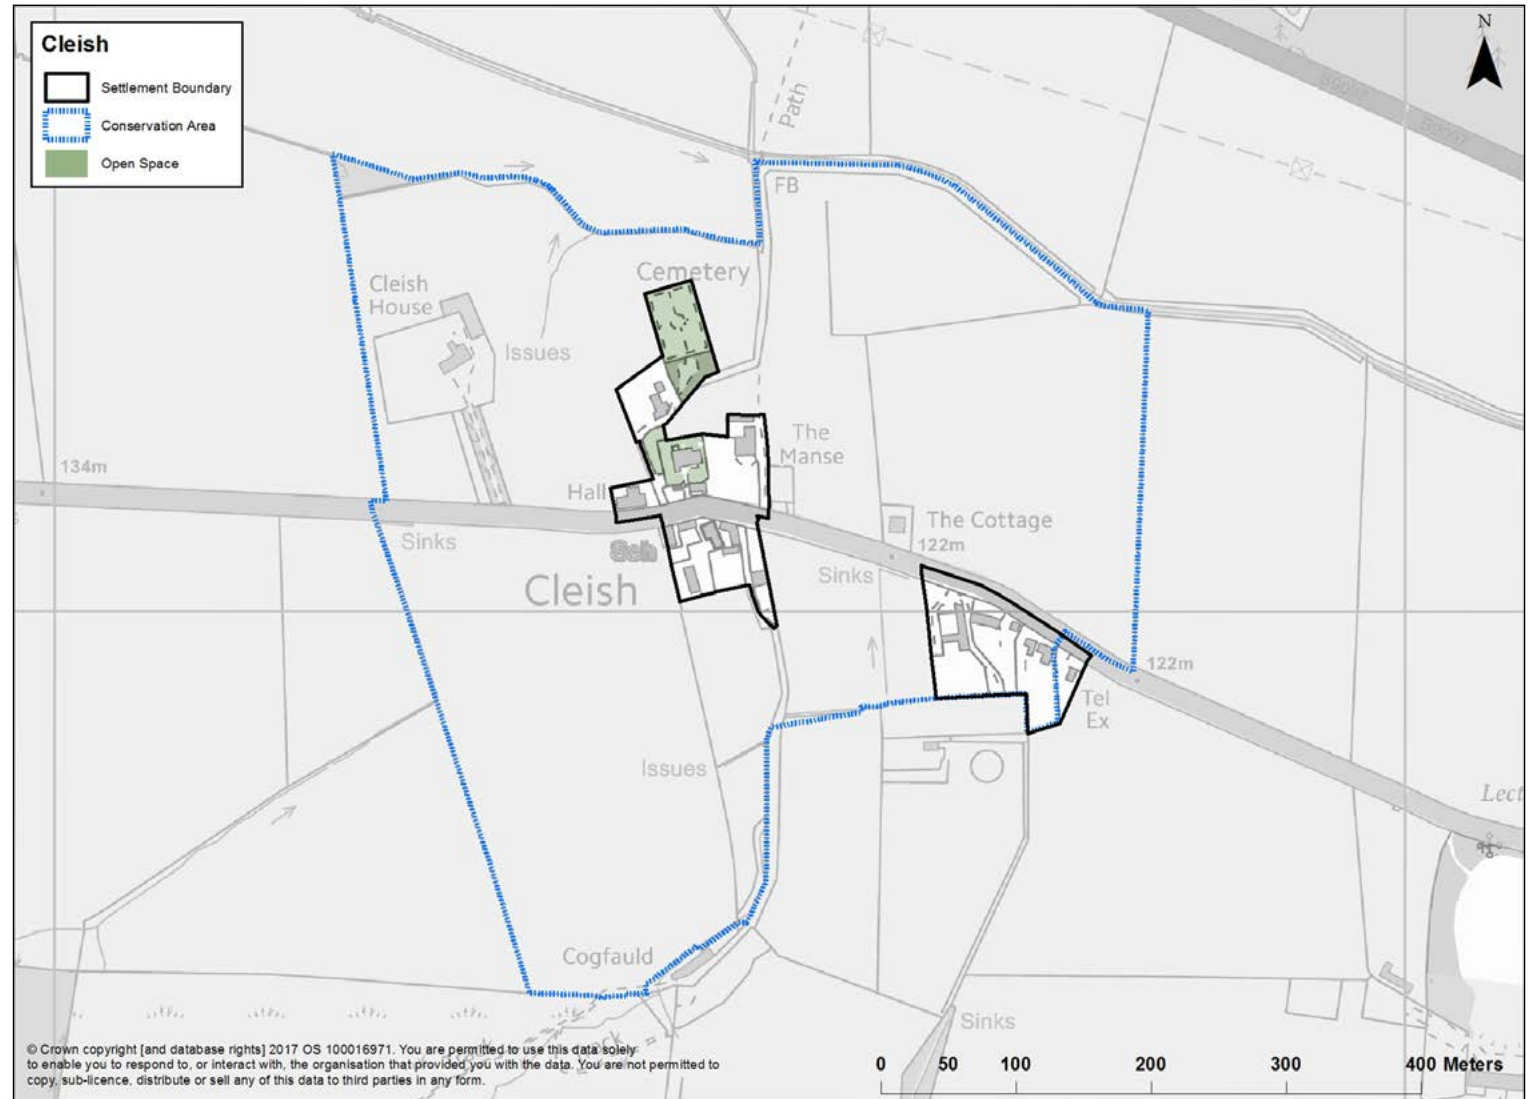 Cleish
Settlement Boundary
Conservation Area
Open Space
N
B9097
B9097
Path
FB
Cemetery
Cleish
House
Issues
134m
The
Manse
Hall
The Cottage
122m
Sinks
Sch
Sinks
Cleish
122m
Tel
Ex
Issues
Lect
Cogfauld
Sinks
© Crown copyright [and database rights] 2017 OS 100016971. You are permitted to use this data solely
to enable you to respond to, or interact with, the organisation that provided you with the data. You are not permitted to
copy, sub-licence, distribute or sell any of this data to third parties in any form.
0 50 100 200 300 400 Meters